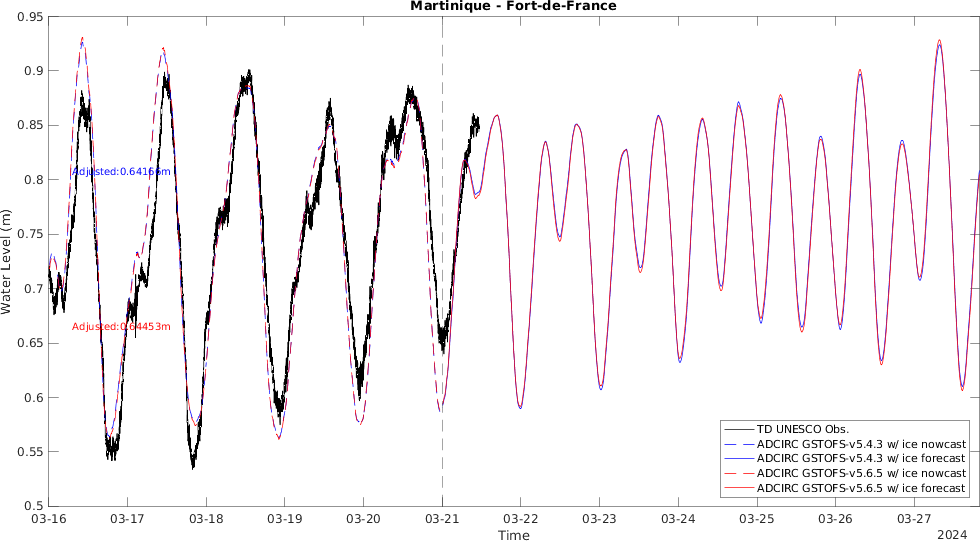 Martinique - Fort-de-France
0.95
0.9
0.85
0.8
0.75
0.7
0.65
0.6
0.55
0.5
Water Level (m)
Adjusted:0.64166m
Adjusted:0.64453m
TD UNESCO Obs.
ADCIRC GSTOFS-v5.4.3 w/ ice nowcast
ADCIRC GSTOFS-v5.4.3 w/ ice forecast
ADCIRC GSTOFS-v5.6.5 w/ ice nowcast
ADCIRC GSTOFS-v5.6.5 w/ ice forecast
03-16 03-17 03-18 03-19 03-20 03-21 03-22 03-23 03-24 03-25 03-26 03-27
Time
2024